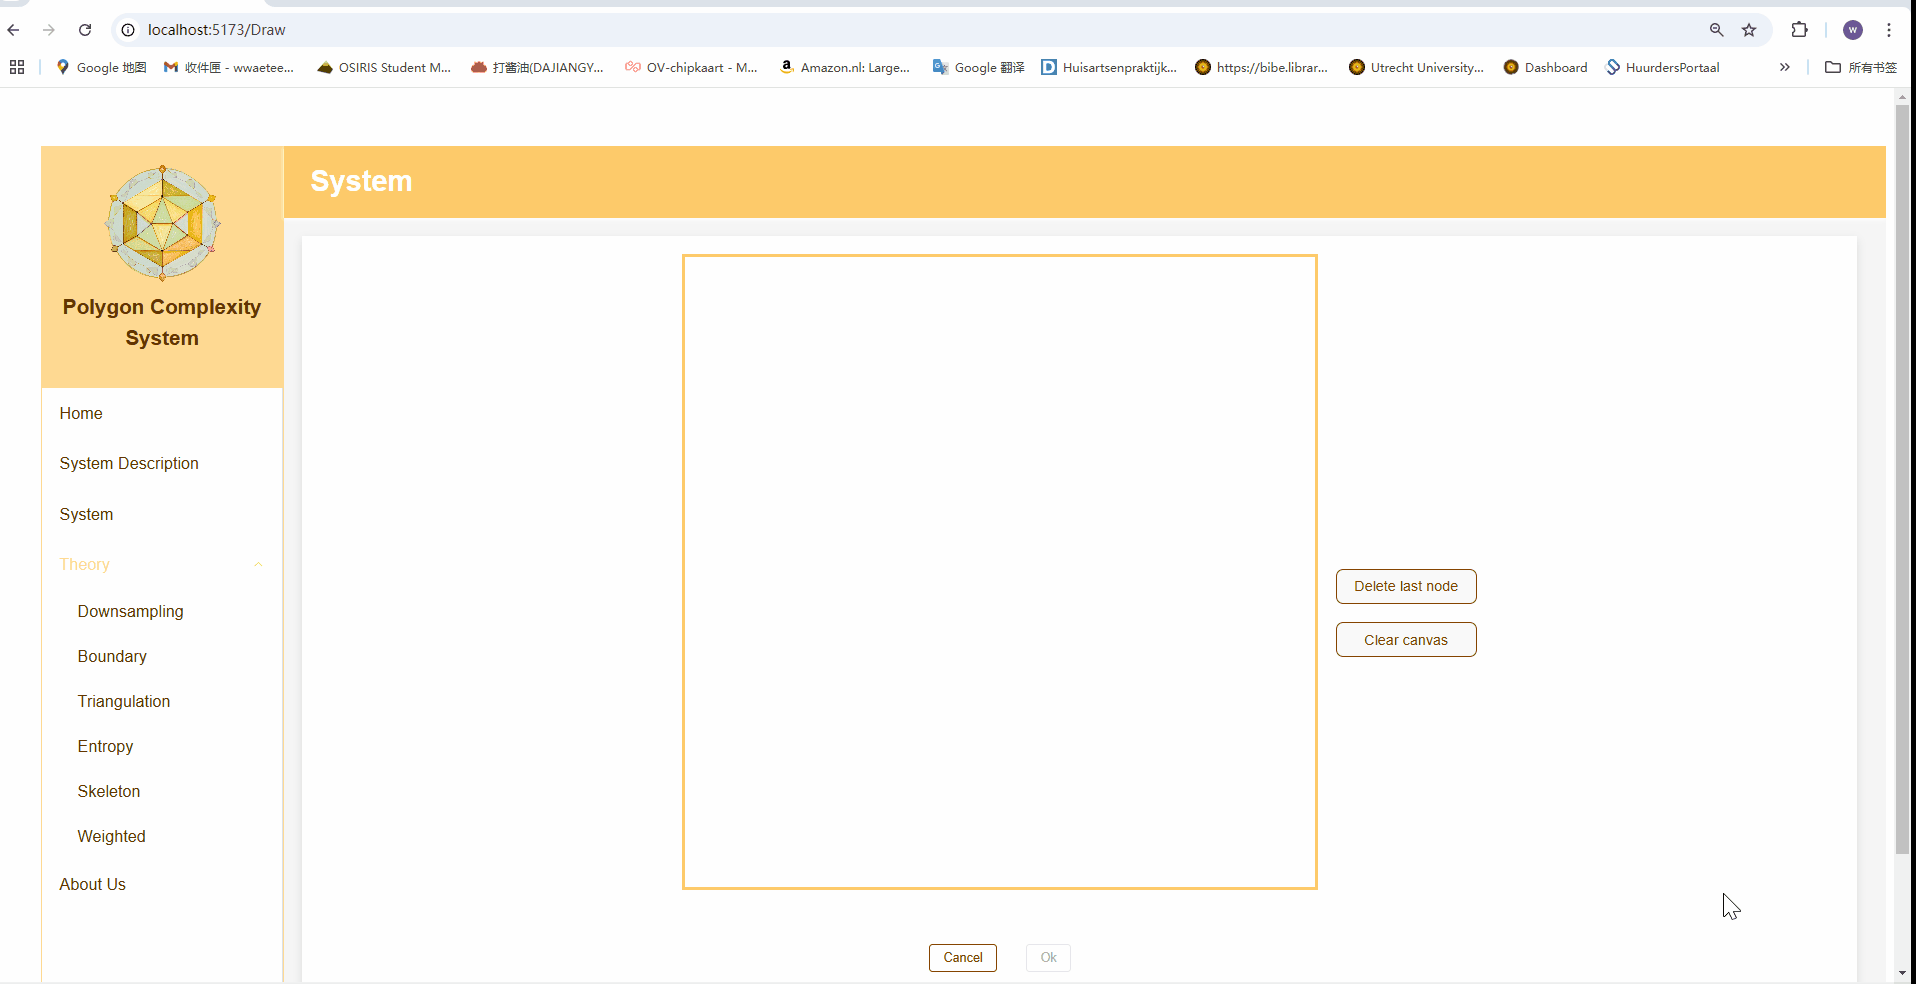 localhost:5173/Draw
W
Google 地图
收件匣 - wwaetee...
OSIRIS Student M...
打酱油(DAJIANGY...
OV-chipkaart - M...
Amazon.nl: Large...
Google 翻译
Huisartsenpraktijk...
https://bibe.librar...
Utrecht University...
Dashboard
HuurdersPortaal
所有书签
Polygon Complexity
System
System
Home
System Description
System
Theory
Downsampling
Boundary
Triangulation
Entropy
Skeleton
Weighted
About Us
Delete last node
Clear canvas
Cancel
Ok